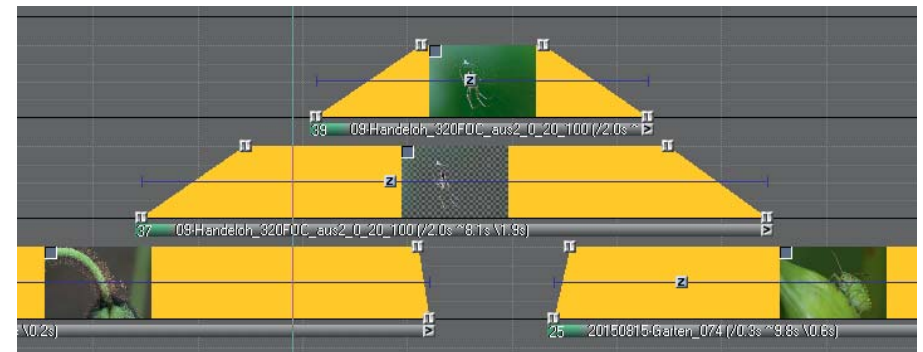 39 09-Handeloh_320FOC_aus2_0_20_100 (/2.0s ~
37 09-Handeloh_320FOC_aus2_0_20_100 (/2.0s ~8.1s \1.9s)
\0.2s)
25 20150815-Garten_074 (/0.3s ~9.8s \0.6s)